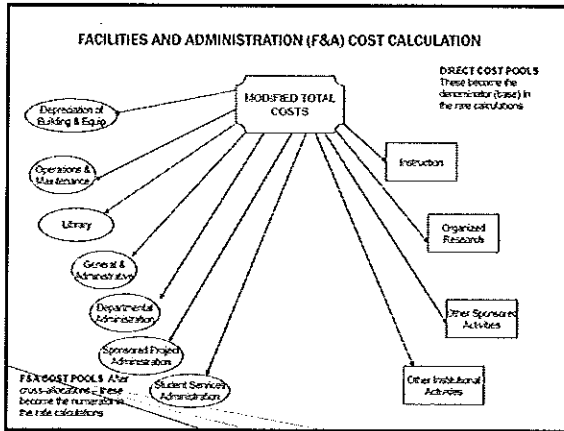 FACILITIES AND ADMINISTRATION (F&A) COST CALCULATION
DIRECT COST POOLS
These become the
denominator (base) in
the rate calculations
MODIFIED TOTAL
COSTS
Depreciation of
Building & Equip.
Instruction
Operations &
Maintenance
Library
Organized
Research
General &
Administrative
Departmental
Administration
Other Sponsored
Activities
Sponsored Project
Administration
Student Services
Administration
Other Institutional
Activities
F&A COST POOLS After
cross-allocations - these
become the numerator in
the rate calculations